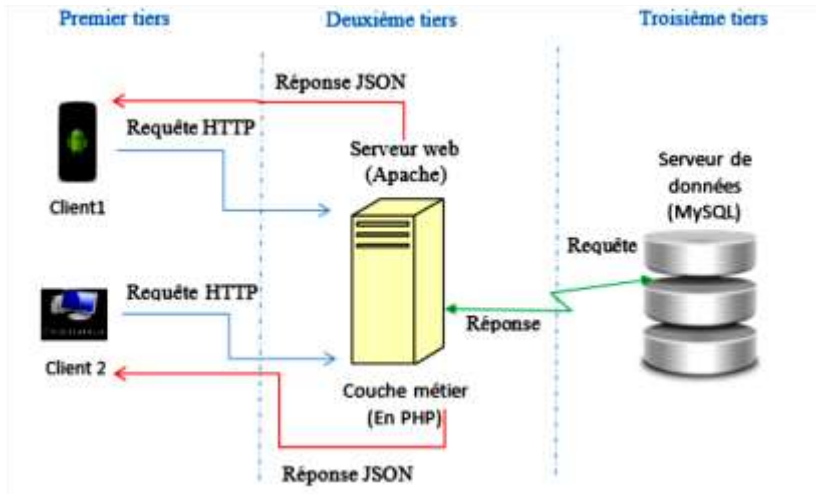 Premier tiers
Deuxième tiers
Troisième tiers
Réponse JSON
Requête HTTP
Serveur web
(Apache)
Serveur de
données
(MySQL)
Client1
Requête
Requête HTTP
Réponse
Client 2
Couche métier
(En PHP)
Réponse JSON